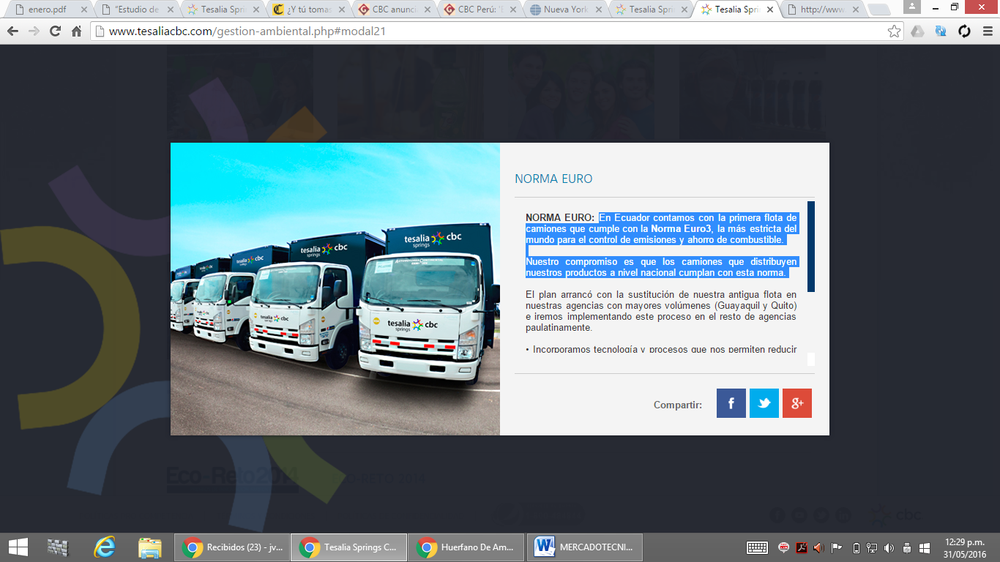 enero.pdf
"Estudio de
Tesalia Spri
¿Y tú tomas
CBC anunci
CBC Perú: 'E
Nueva York
Tesalia Spri
Tesalia Spri
http://www
www.tesaliacbc.com/gestion-ambiental.php#modal21
tesalia springs cbc
tesalia springs cbc
tesalia springs cbc
tesalia springs cbc
NORMA EURO
NORMA EURO: En Ecuador contamos con la primera flota de
camiones que cumple con la Norma Euro3, la más estricta del
mundo para el control de emisiones y ahorro de combustible.
Nuestro compromiso es que los camiones que distribuyen
nuestros productos a nivel nacional cumplan con esta norma.
El plan arrancó con la sustitución de nuestra antigua flota en
nuestras agencias con mayores volúmenes (Guayaquil y Quito)
e iremos implementando este proceso en el resto de agencias
paulatinamente.
• Incorporamos tecnología y procesos que nos permiten reducir
Compartir:
Eco-Reto2014
cbc
Recibidos (23) - jv...
Tesalia Springs C...
Huerfano De Am...
MERCADOTECNI...
12:29 p.m.
31/05/2016